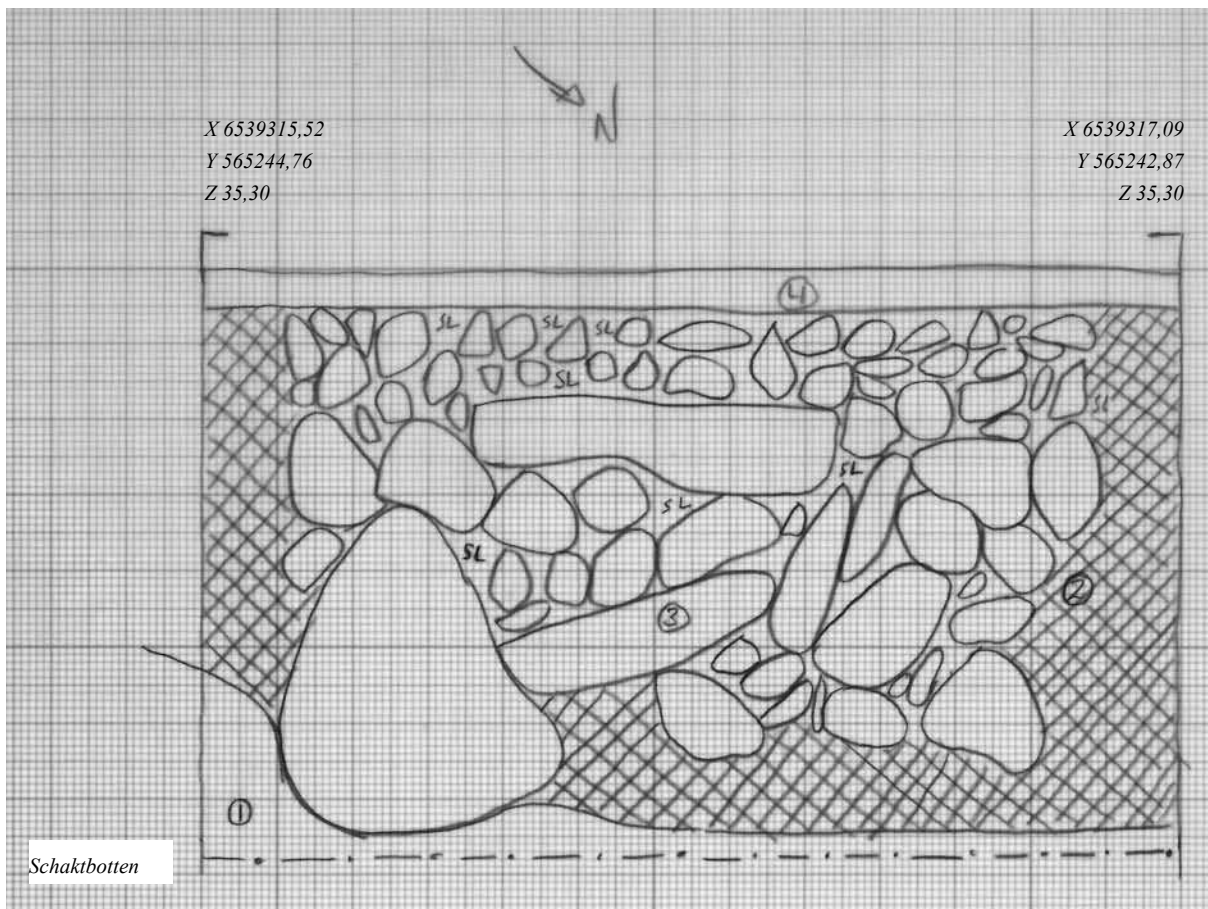 N
X 6539315,52
Y 565244,76
Z 35,30
X 6539317,09
Y 565242,87
Z 35,30
4
SL
SL
SL
SL
SL
SL
SL
SL
3
2
1
Schaktbotten